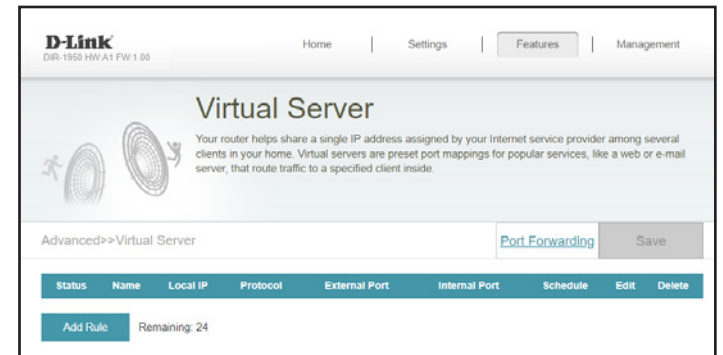 D-Link
DIR-1950 HW:A1 FW:1.00
Home | Settings | Features | Management
Virtual Server
Your router helps share a single IP address assigned by your Internet service provider among several
clients in your home. Virtual servers are preset port mappings for popular services, like a web or e-mail
server, that route traffic to a specified client inside.
Advanced>>Virtual Server
Port Forwarding
Save
Status Name Local IP Protocol External Port Internal Port Schedule Edit Delete
Add Rule Remaining: 24